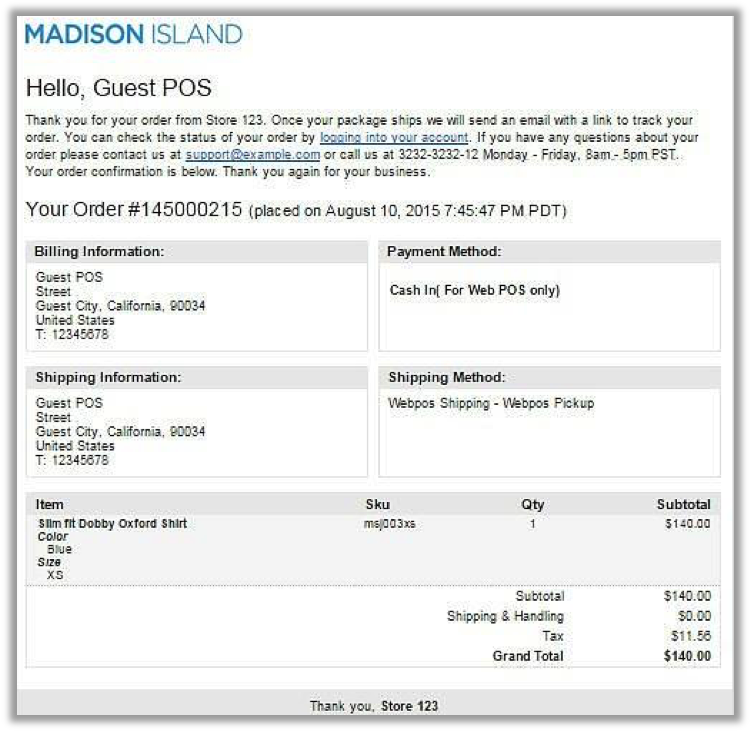 MADISON ISLAND
Hello, Guest POS
Thank you for your order from Store 123. Once your package ships we will send an email with a link to track your
order. You can check the status of your order by logging into your account. If you have any questions about your
order please contact us at support@example.com or call us at 3232-3232-12 Monday - Friday, 8am - 5pm PST.
Your order confirmation is below. Thank you again for your business.
Your Order #145000215 (placed on August 10, 2015 7:45:47 PM PDT)
Billing Information:
Guest POS
Street
Guest City, California, 90034
United States
T: 12345678
Payment Method:
Cash In( For Web POS only)
Shipping Information:
Guest POS
Street
Guest City, California, 90034
United States
T: 12345678
Shipping Method:
Webpos Shipping - Webpos Pickup
Item Sku Qty Subtotal
Slim fit Dobby Oxford Shirt msj003xs 1 $140.00
Color
Blue
Size
XS
Subtotal $140.00
Shipping & Handling $0.00
Tax $11.56
Grand Total $140.00
Thank you, Store 123